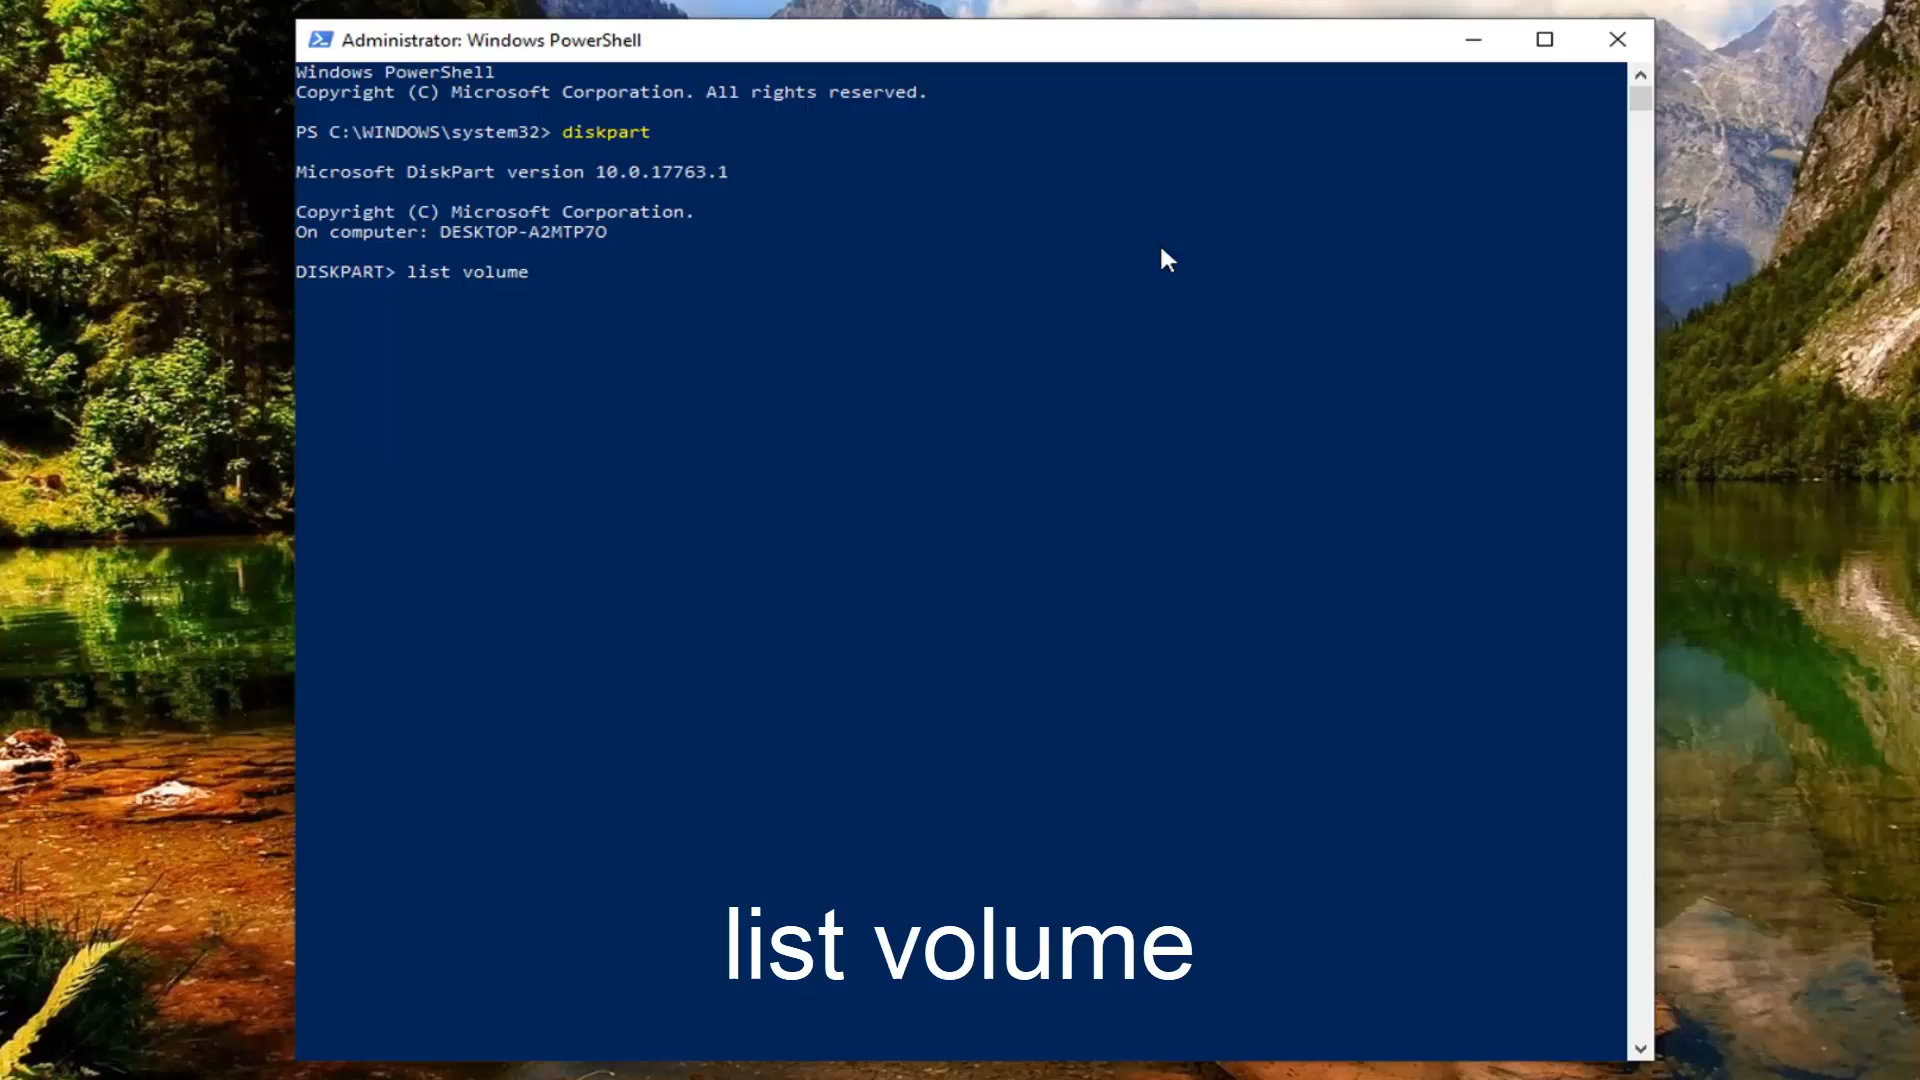 Administrator: Windows PowerShell
Windows PowerShell
Copyright (C) Microsoft Corporation. All rights reserved.
PS C:\WINDOWS\system32> diskpart
Microsoft DiskPart version 10.0.17763.1
Copyright (C) Microsoft Corporation.
On computer: DESKTOP-A2MTP7O
DISKPART> list volume
list volume